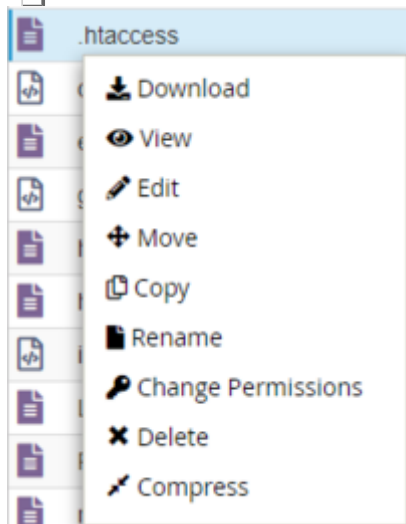 .htaccess
Download
View
Edit
Move
Copy
Rename
Change Permissions
Delete
Compress